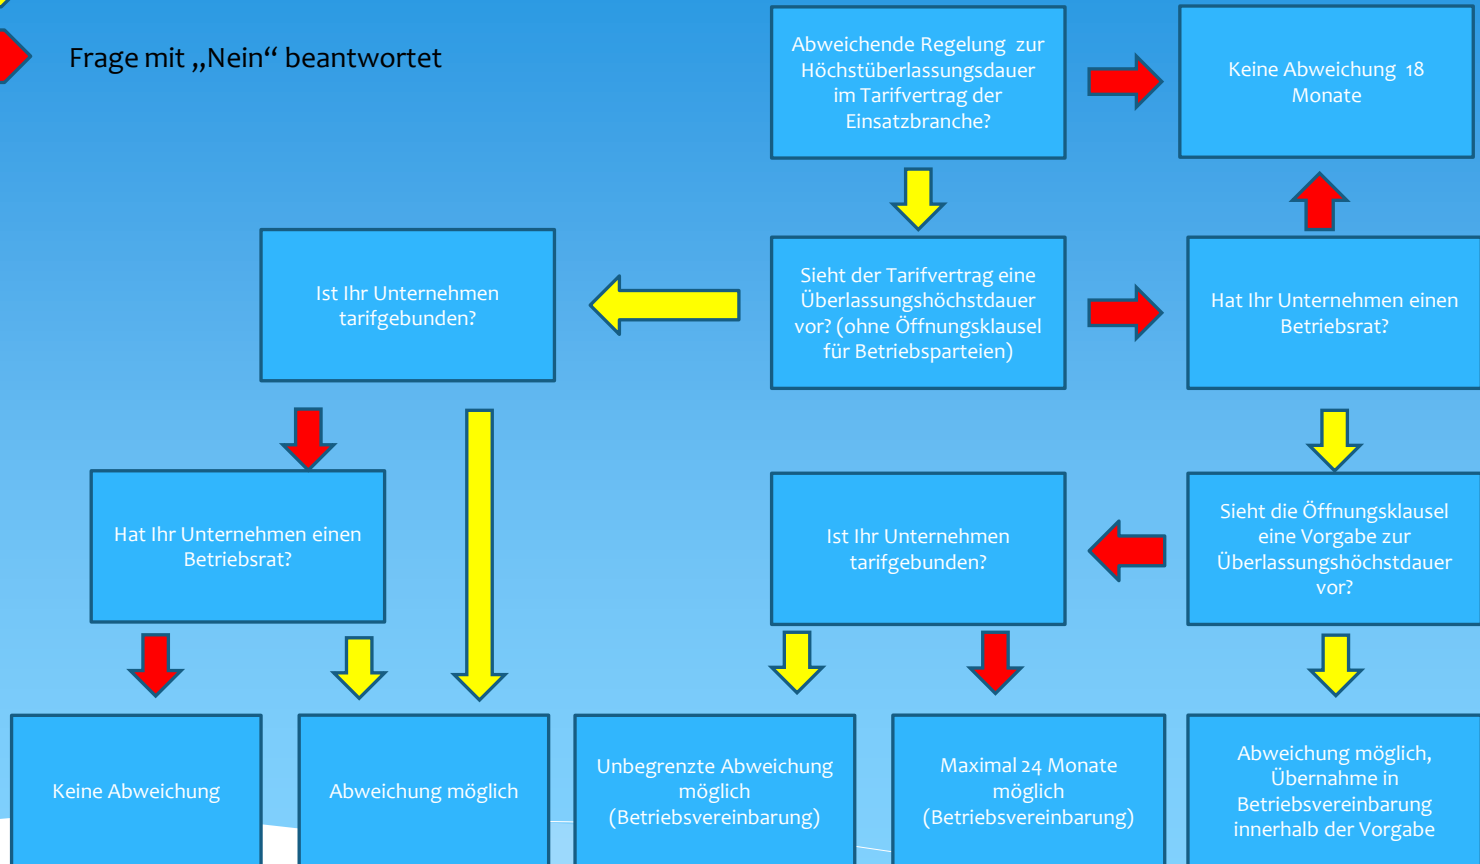 Frage mit „Nein“ beantwortet
Abweichende Regelung zur
Höchstüberlassungsdauer
im Tarifvertrag der
Einsatzbranche?
Keine Abweichung 18
Monate
Ist Ihr Unternehmen
tarifgebunden?
Sieht der Tarifvertrag eine
Überlassungshöchstdauer
vor? (ohne Öffnungsklausel
für Betriebsparteien)
Hat Ihr Unternehmen einen
Betriebsrat?
Hat Ihr Unternehmen einen
Betriebsrat?
Ist Ihr Unternehmen
tarifgebunden?
Sieht die Öffnungsklausel
eine Vorgabe zur
Überlassungshöchstdauer
vor?
Keine Abweichung
Abweichung möglich
Unbegrenzte Abweichung
möglich
(Betriebsvereinbarung)
Maximal 24 Monate
möglich
(Betriebsvereinbarung)
Abweichung möglich,
Übernahme in
Betriebsvereinbarung
innerhalb der Vorgabe